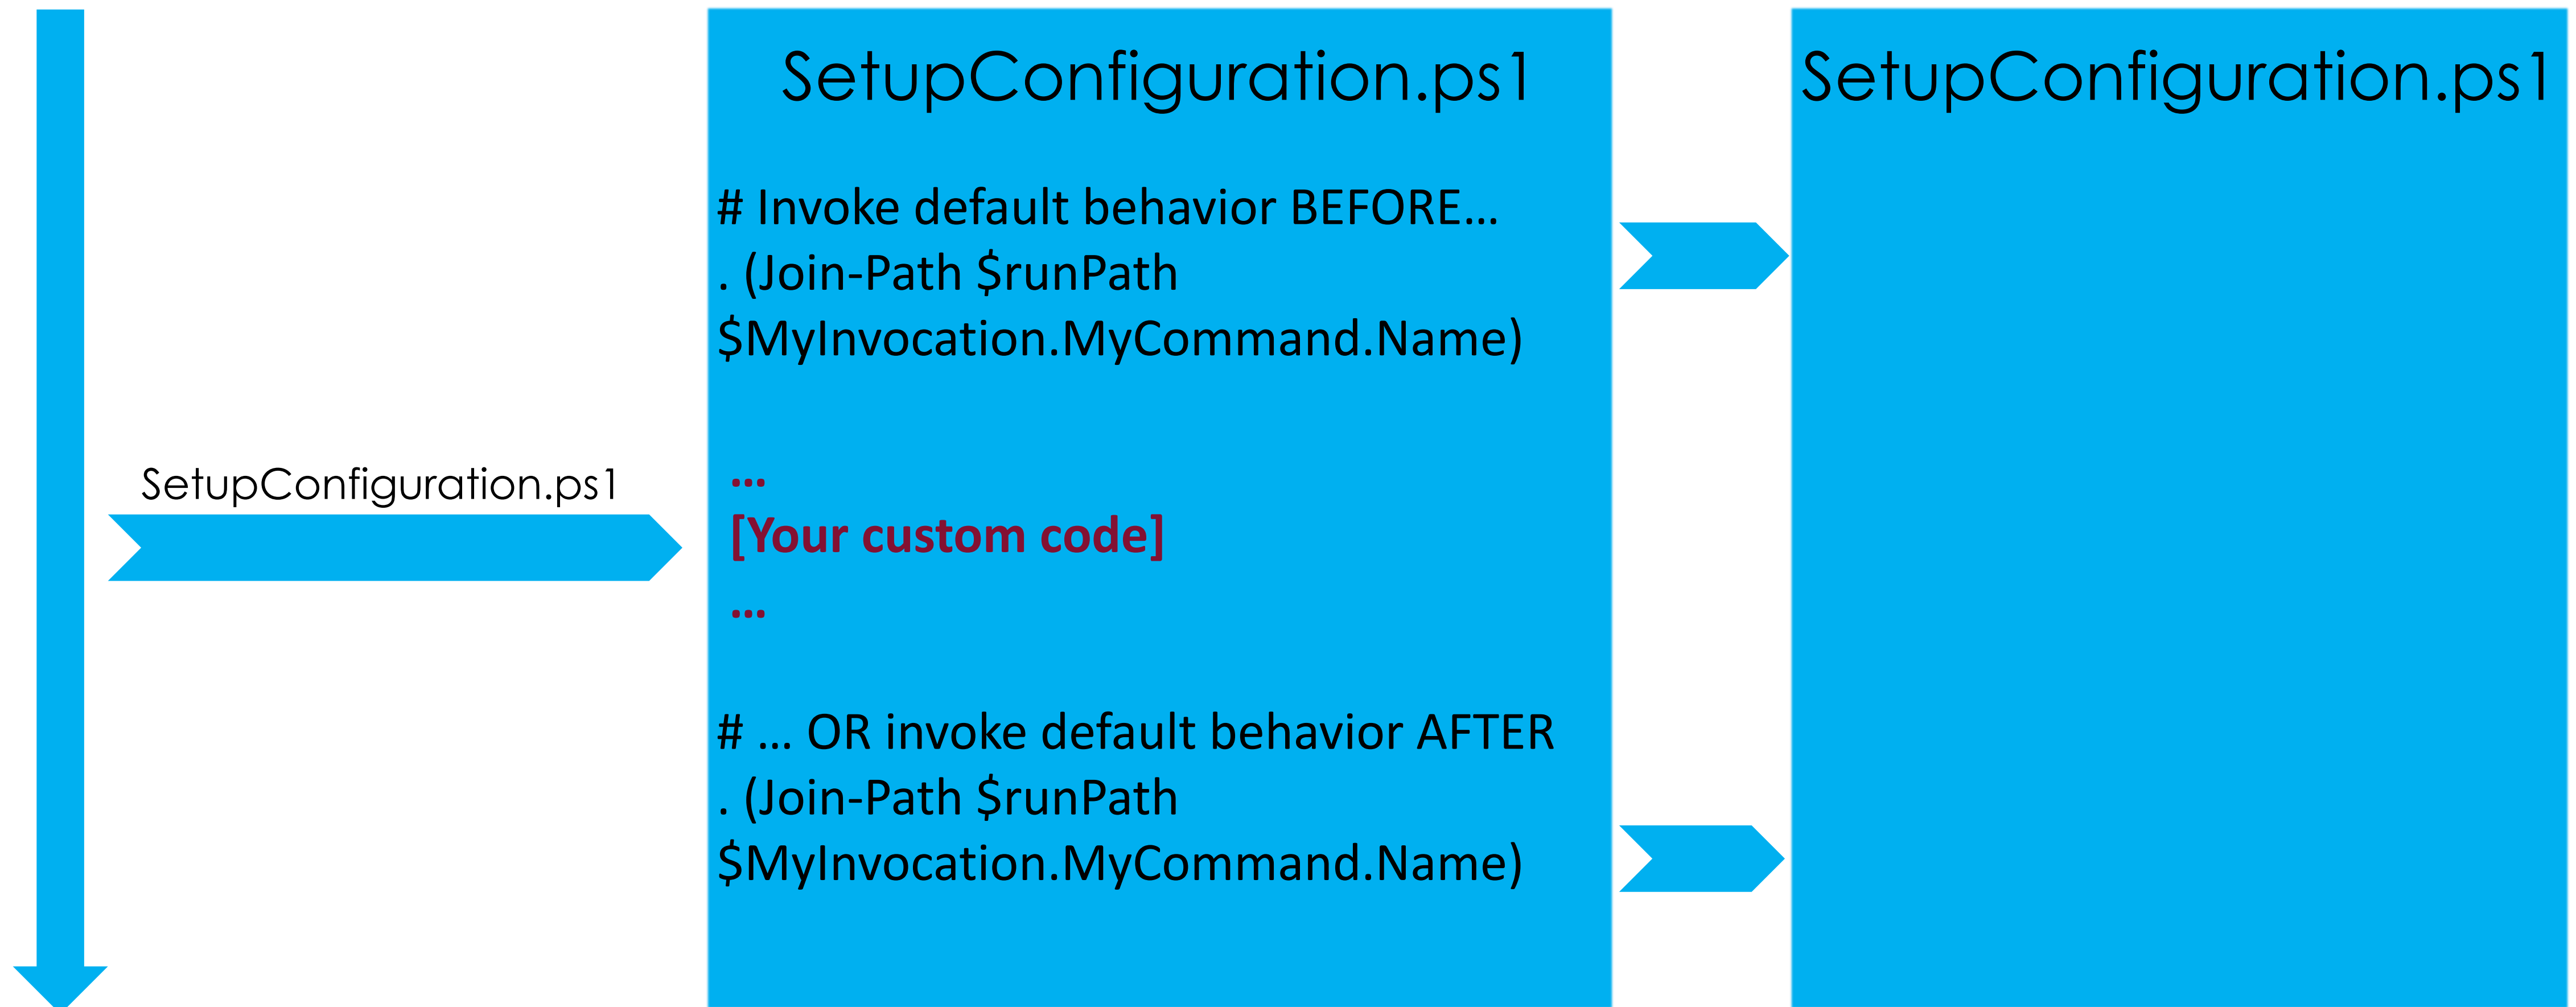 SetupConfiguration.ps1
SetupConfiguration.ps1
# Invoke default behavior BEFORE…
. (Join-Path $runPath
$MyInvocation.MyCommand.Name)
…
[Your custom code]
…
# … OR invoke default behavior AFTER
. (Join-Path $runPath
$MyInvocation.MyCommand.Name)
SetupConfiguration.ps1